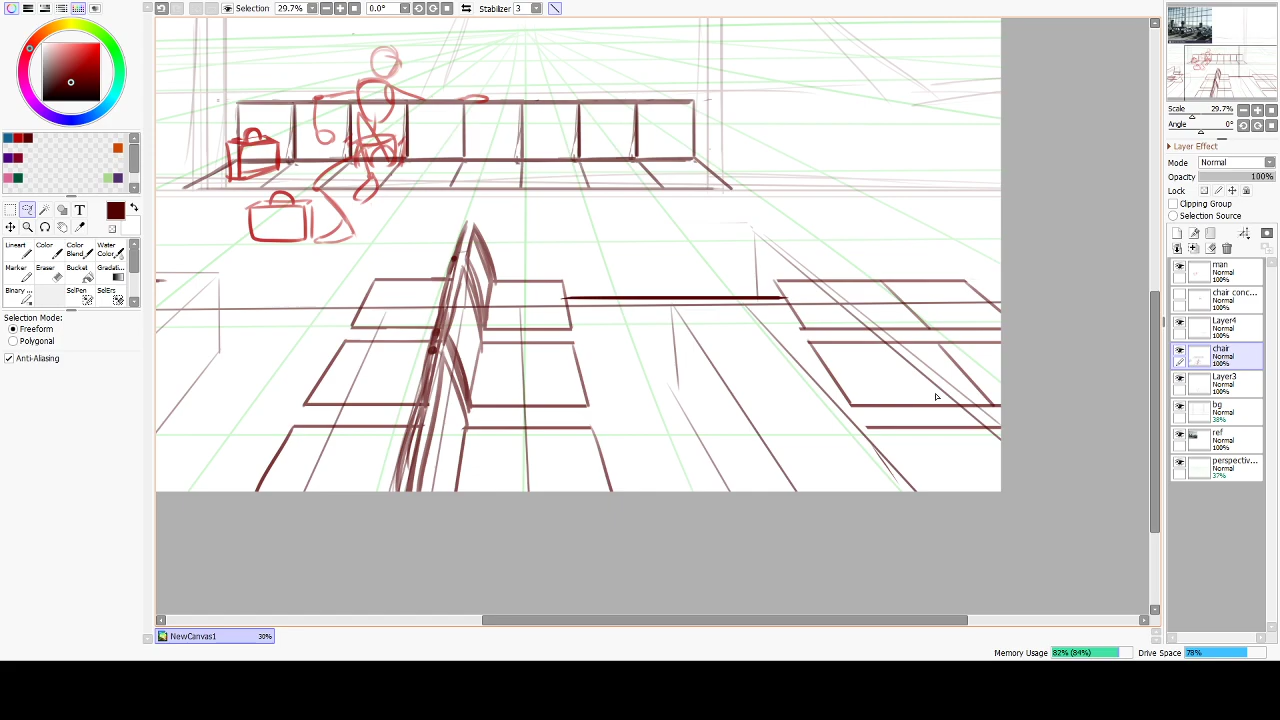 Selection 29.7% 0.0° Stabilizer 3
T
Lineart Color Color Blend. Water Color
Marker Eraser Bucket Gradati...
Binary ... SelPen SelErs
Selection Mode:
Freeform
Polygonal
Anti-Aliasing
Scale 29.7%
Angle 0°
Layer Effect
Mode Normal
Opacity 100%
Lock
Clipping Group
Selection Source
man
Normal
100%
chair conc...
Normal
100%
Layer4
Normal
100%
chair
Normal
100%
Layer3
Normal
100%
bg
Normal
38%
ref
Normal
100%
perspectiv...
Normal
37%
NewCanvas1 30%
Memory Usage 82% (84%) Drive Space 78%